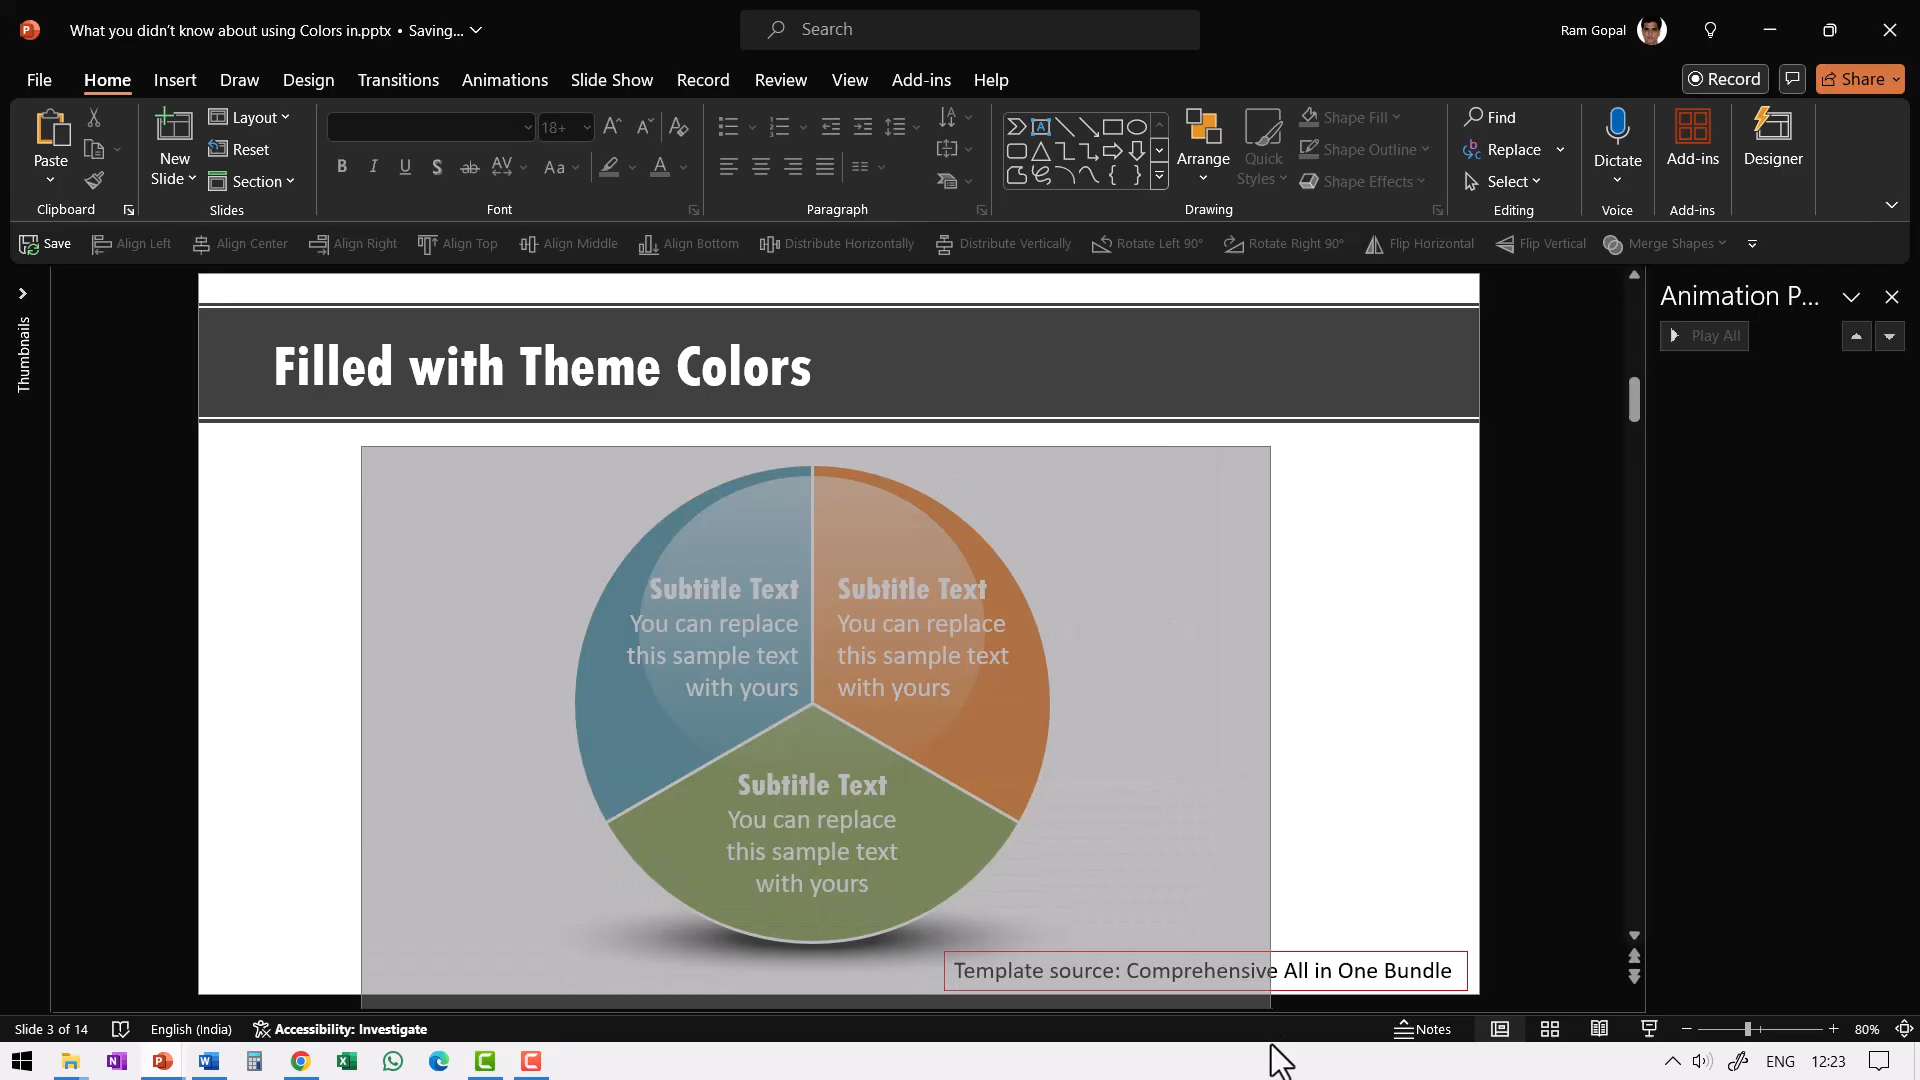 What you didn’t know about using Colors in.pptx • Saving...
Search
Ram Gopal
File Home Insert Draw Design Transitions Animations Slide Show Record Review View Add-ins Help
Record
Share
Paste
New
Slide
Layout
Reset
Section
18+
Shape Fill
Shape Outline
Shape Effects
Arrange
Quick
Styles
Find
Replace
Select
Dictate
Add-ins
Designer
Clipboard
Slides
Font
Paragraph
Drawing
Editing
Voice
Add-ins
Save Align Left Align Center Align Right Align Top Align Middle Align Bottom Distribute Horizontally Distribute Vertically Rotate Left 90° Rotate Right 90° Flip Horizontal Flip Vertical Merge Shapes
Thumbnails
Animation P...
Play All
Filled with Theme Colors
Subtitle Text
You can replace
this sample text
with yours
Subtitle Text
You can replace
this sample text
with yours
Subtitle Text
You can replace
this sample text
with yours
Template source: Comprehensive All in One Bundle
Slide 3 of 14 English (India) Accessibility: Investigate Notes 80%
ENG 12:23